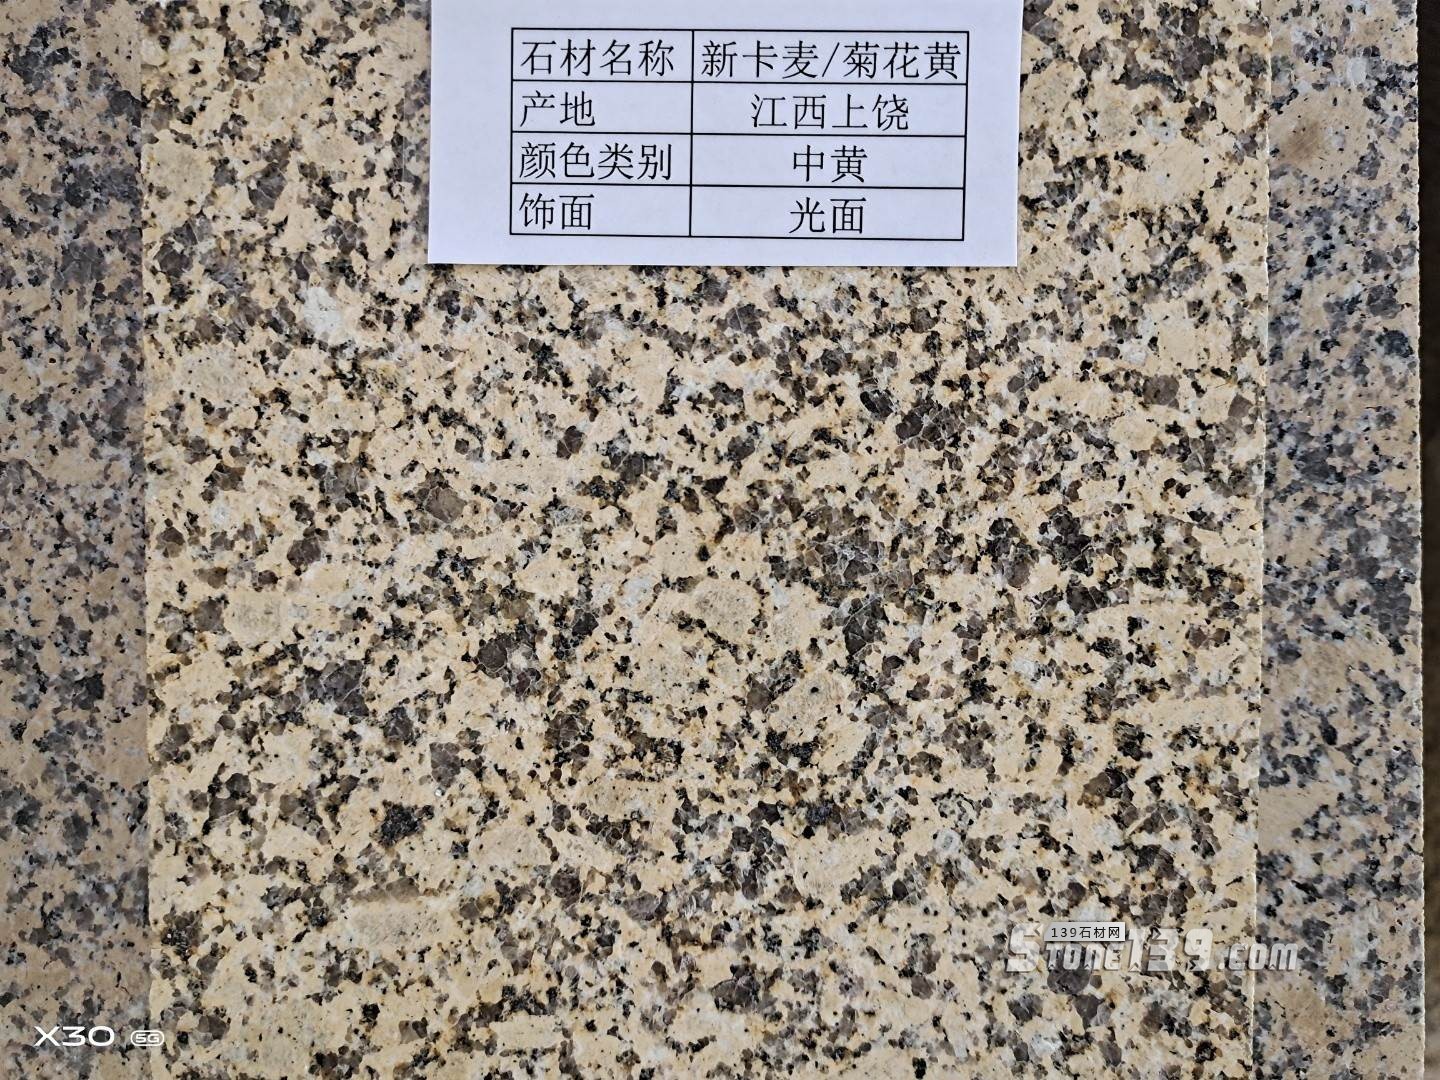 石材名称 新卡麦/菊花黄
产地 江西上饶
颜色类别 中黄
饰面 光面
139石材网
Stone139.com
X30 5G